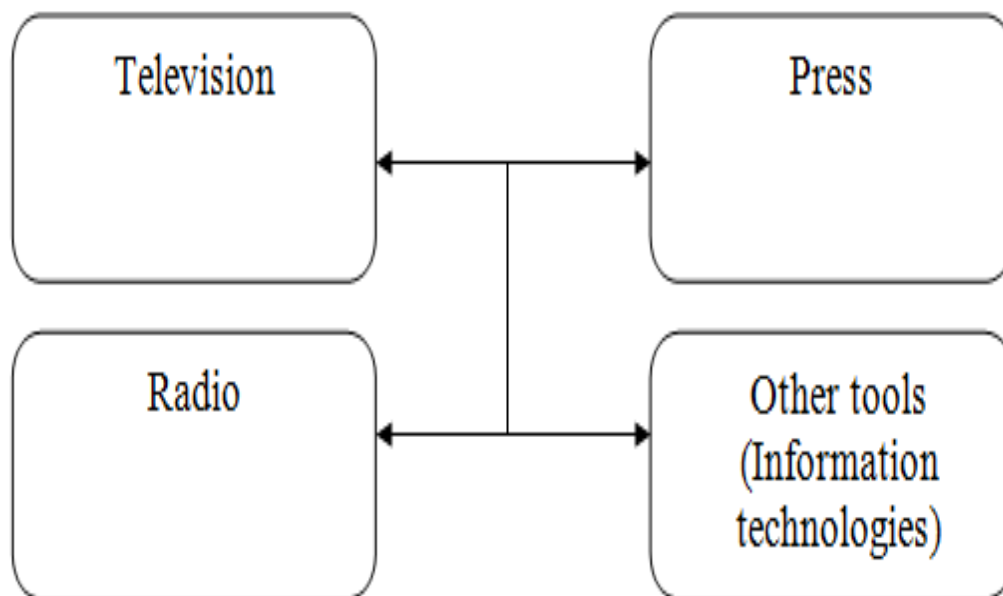 Television
Press
Radio
Other tools
(Information
technologies)